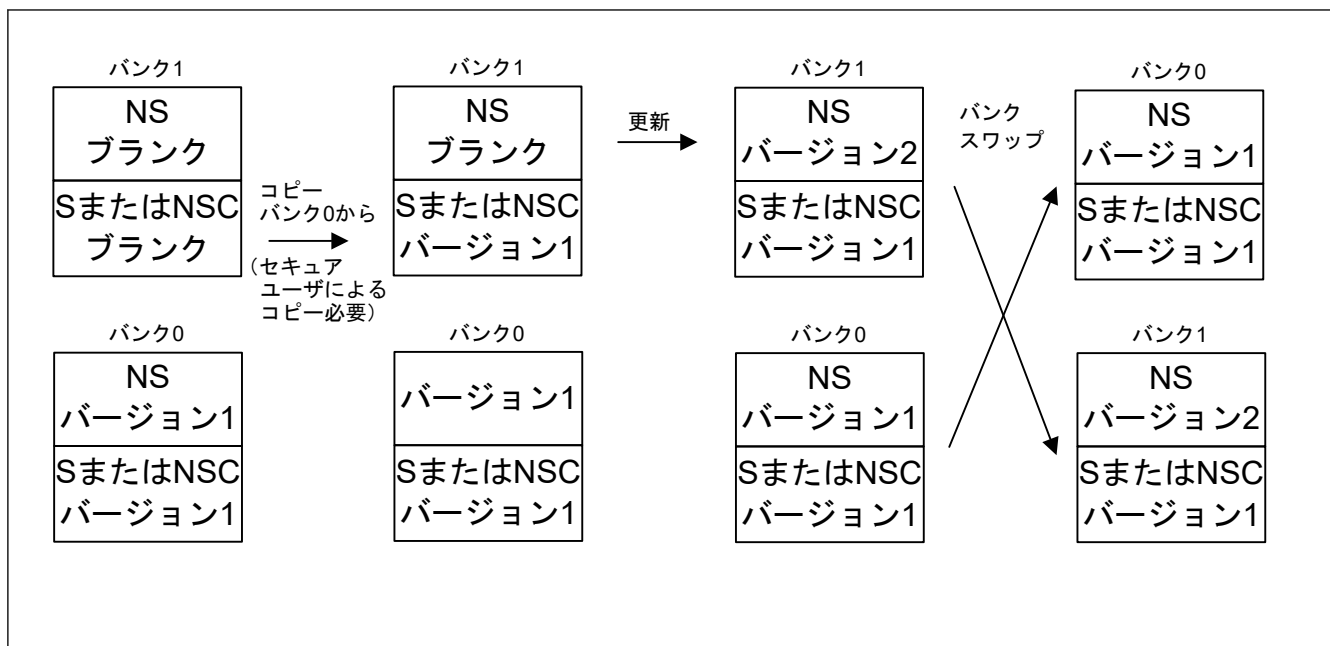 バンク1
NS
ブランク
SまたはNSC
ブランク
コピー
バンク0から
（セキュア
ユーザによる
コピー必要）
バンク1
NS
ブランク
SまたはNSC
バージョン1
更新
バンク1
NS
バージョン2
SまたはNSC
バージョン1
バンク
スワップ
バンク0
NS
バージョン1
SまたはNSC
バージョン1
バンク0
NS
バージョン1
SまたはNSC
バージョン1
バンク0
バージョン1
SまたはNSC
バージョン1
バンク0
NS
バージョン1
SまたはNSC
バージョン1
バンク1
NS
バージョン2
SまたはNSC
バージョン1